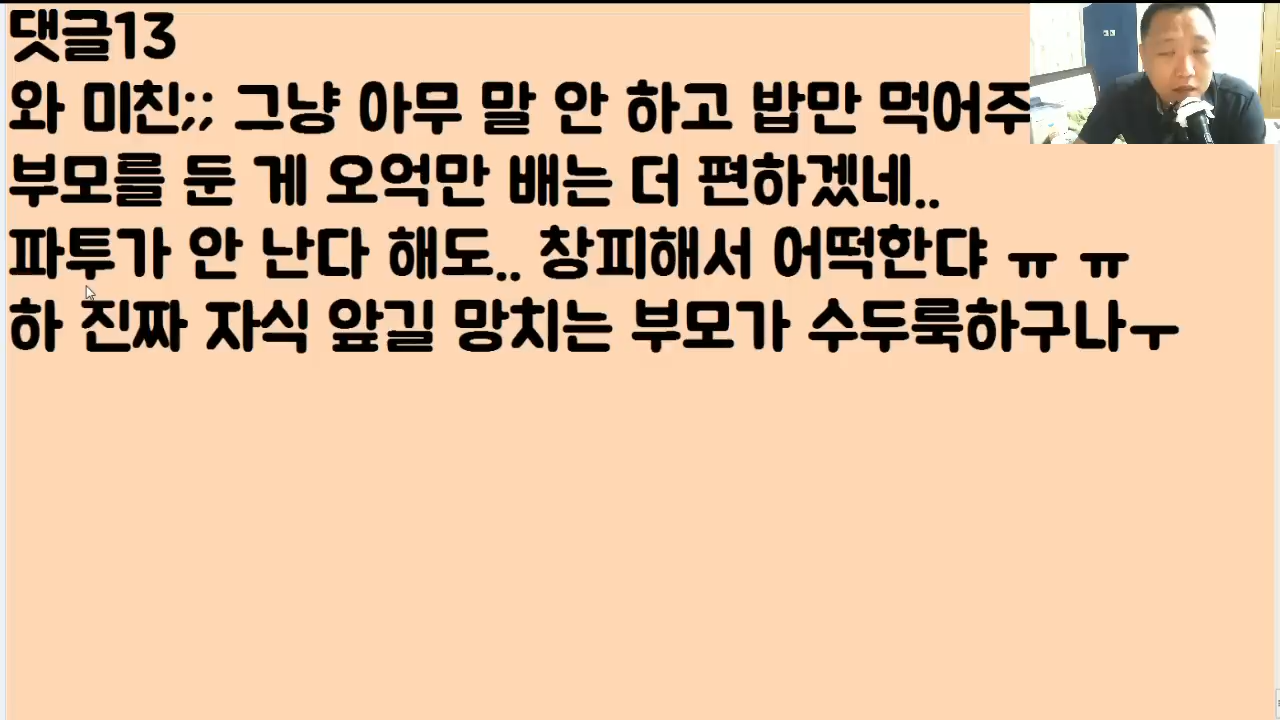 댓글13
와 미친;; 그냥 아무 말 안 하고 밥만 먹어주
부모를 둔 게 오억만 배는 더 편하겠네..
파투가 안 난다 해도.. 창피해서 어떡한댜 ㅠ ㅠ
하 진짜 자식 앞길 망치는 부모가 수두룩하구나ㅜ